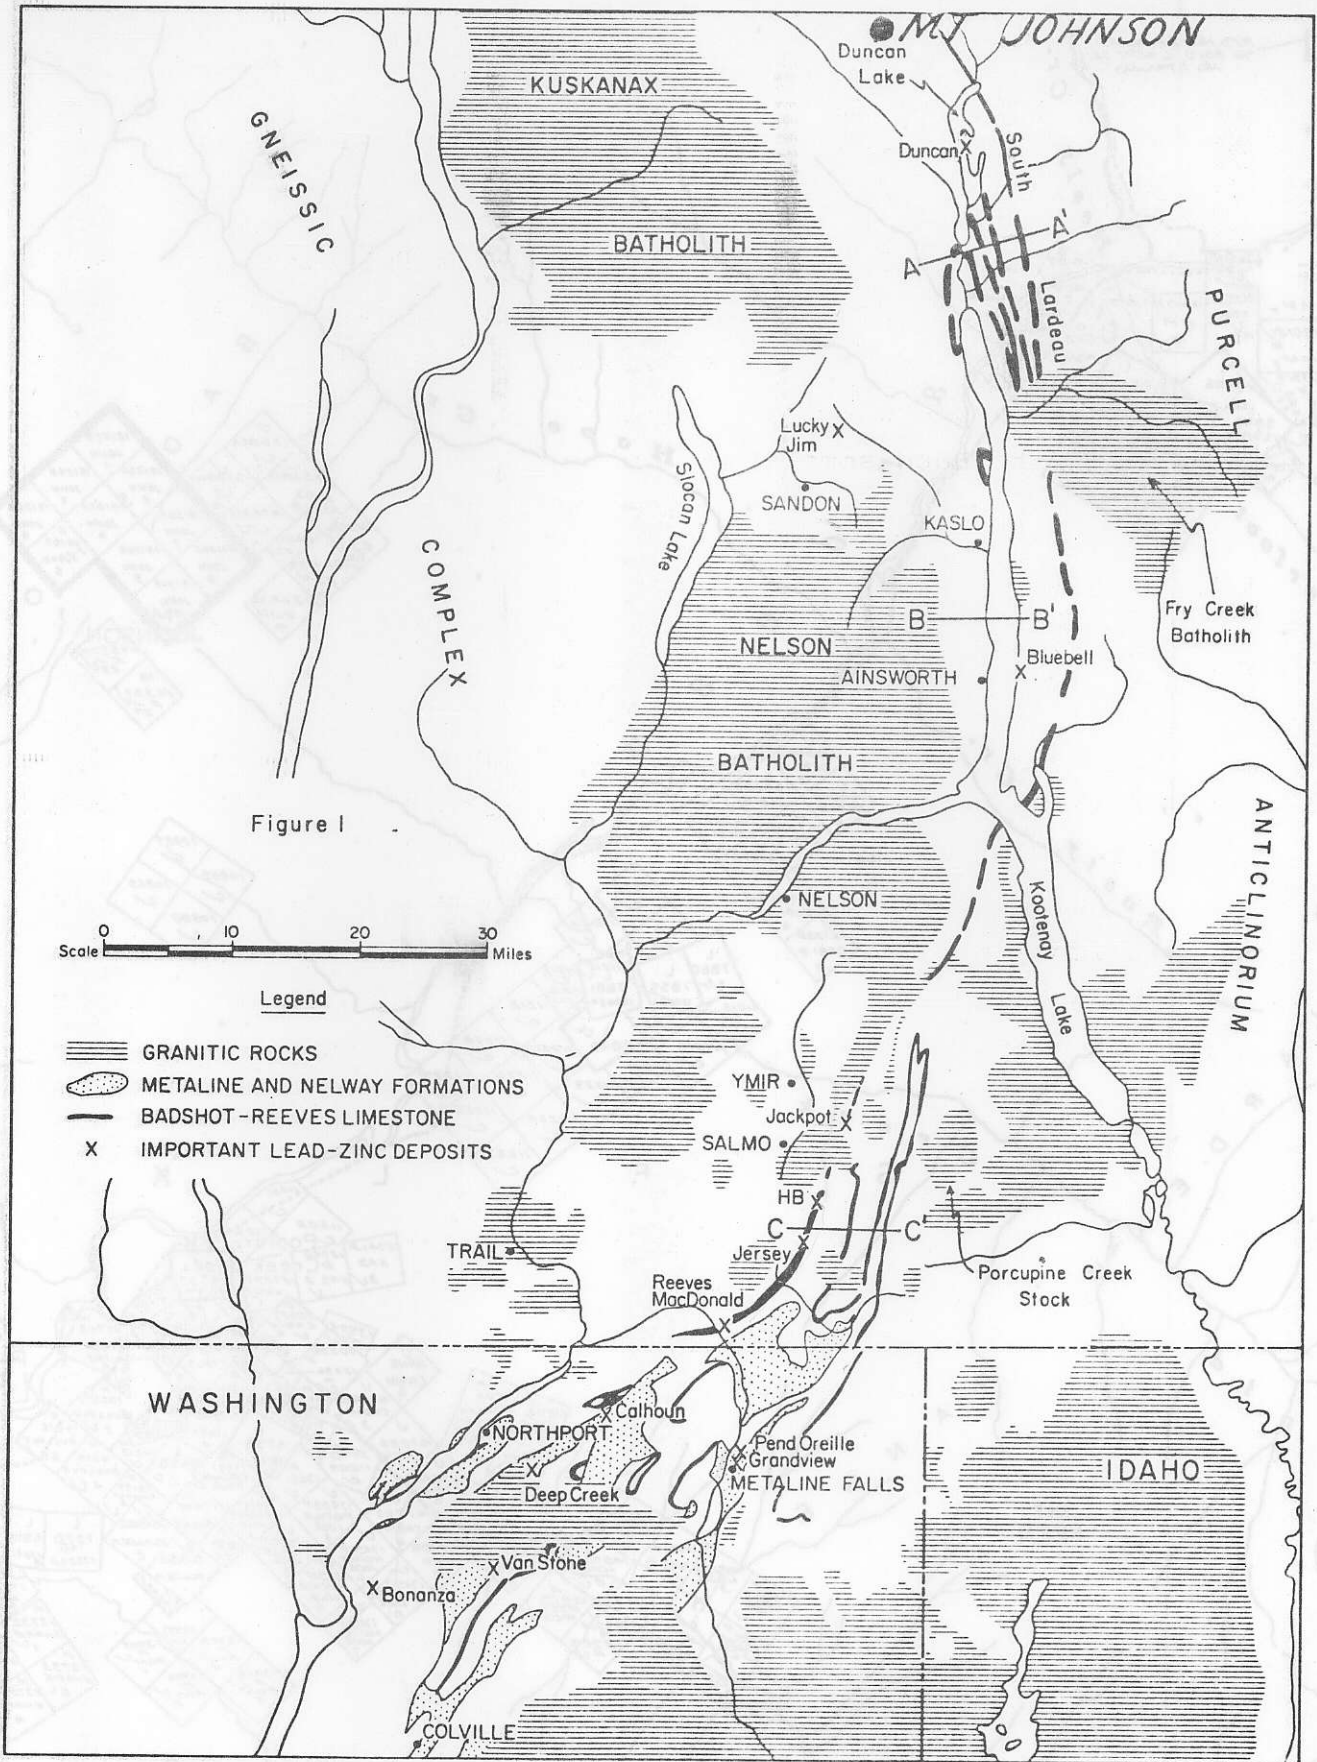 MT JOHNSON
Duncan
Lake
KUSKANAX
GNEISSIC
Duncan
South
BATHOLITH
A
A'
Lardeau
PURCELL
Lucky
Jim
Slocan Lake
SANDON
KASLO
COMPLEX
B
B'
Fry Creek
Batholith
NELSON
Bluebell
AINSWORTH
BATHOLITH
ANTICLINORIUM
Figure 1
NELSON
Kootenay
Lake
0 10 20 30
Scale
Miles
Legend
GRANITIC ROCKS
METALINE AND NELWAY FORMATIONS
BADSHOT-REEVES LIMESTONE
X IMPORTANT LEAD-ZINC DEPOSITS
YMIR
Jackpot
SALMO
HB
C
C'
TRAIL
Jersey
Reeves
MacDonald
Porcupine Creek
Stock
WASHINGTON
Calhoun
NORTHPORT
Pend Oreille
Grandview
METALINE FALLS
IDAHO
Deep Creek
Van Stone
Bonanza
COLVILLE